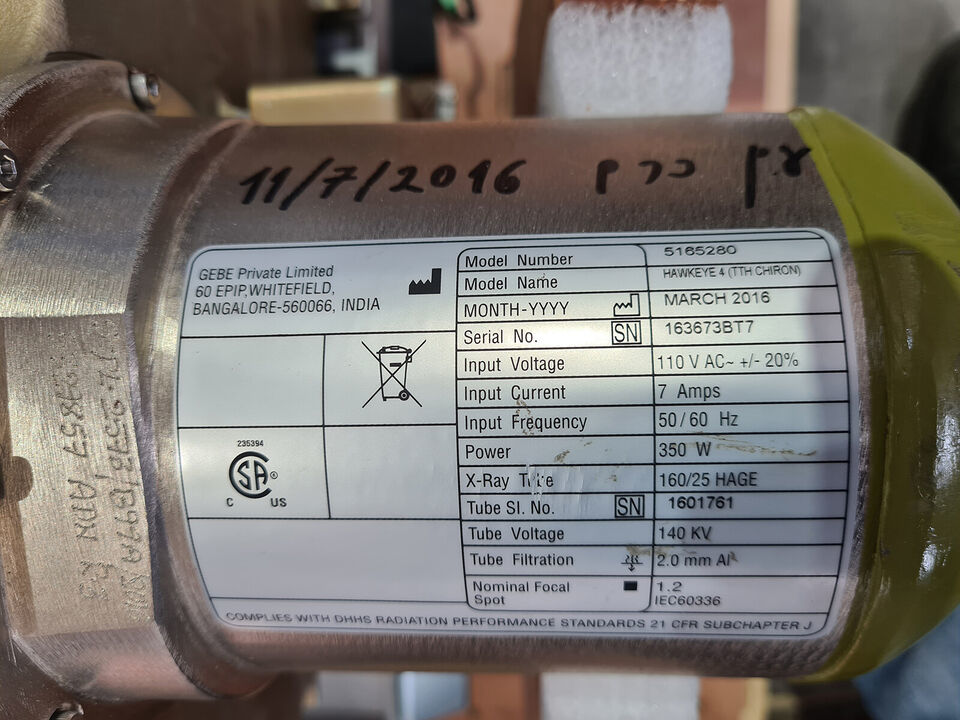 11/7/2016
GEBE Private Limited
60 EPIP,WHITEFIELD,
BANGALORE-560066, INDIA
Model Number 5165280
Model Name HAWKEYE 4 (TTH CHIRON)
MONTH-YYYY MARCH 2016
Serial No. SN 163673BT7
Input Voltage 110 V AC~ +/- 20%
Input Current 7 Amps
Input Frequency 50/60 Hz
Power 350 W
X-Ray 160/25 HAGE
Tube Sl. No. SN 1601761
Tube Voltage 140 KV
Tube Filtration 2.0 mm Al
Nominal Focal Spot 1.2
IEC60336
235394
CSA ®
C US
COMPLIES WITH DHHS RADIATION PERFORMANCE STANDARDS 21 CFR SUBCHAPTER J